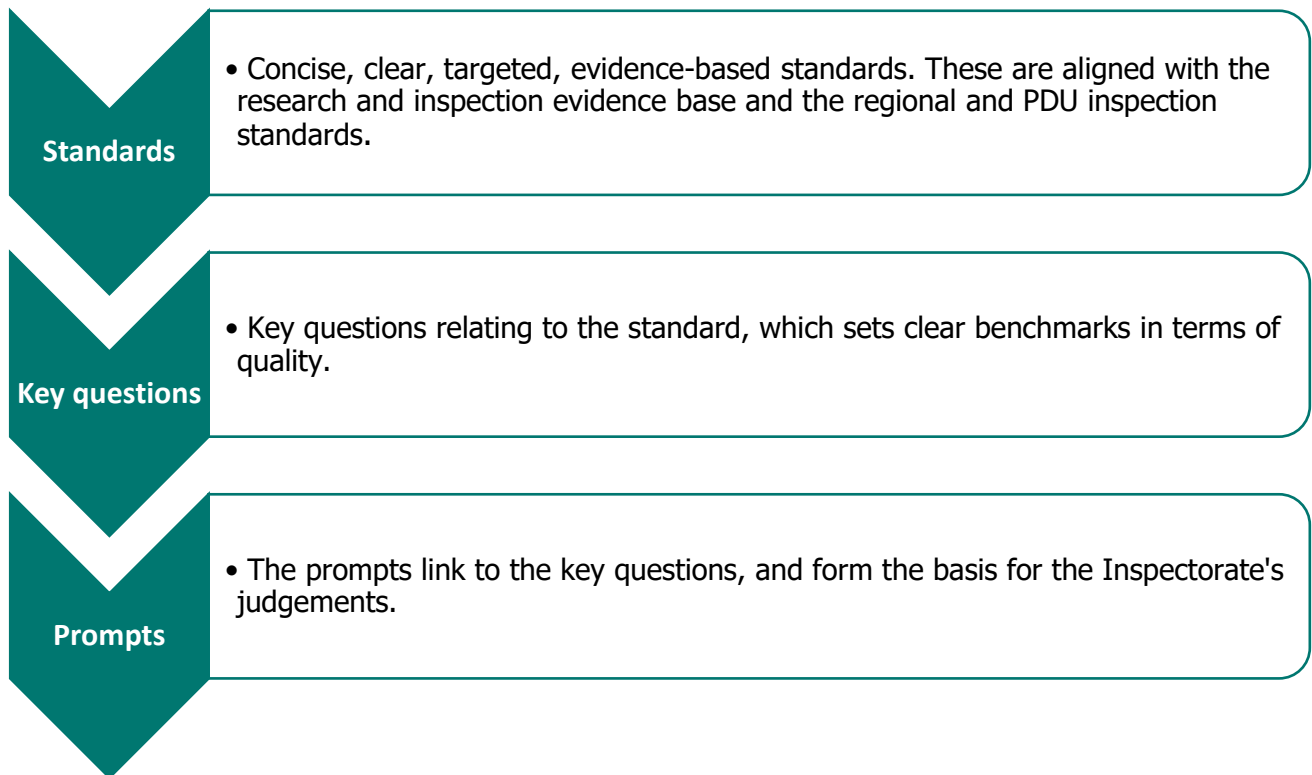 Standards
• Concise, clear, targeted, evidence-based standards. These are aligned with the
research and inspection evidence base and the regional and PDU inspection
standards.
Key questions
• Key questions relating to the standard, which sets clear benchmarks in terms of
quality.
Prompts
• The prompts link to the key questions, and form the basis for the Inspectorate's
judgements.